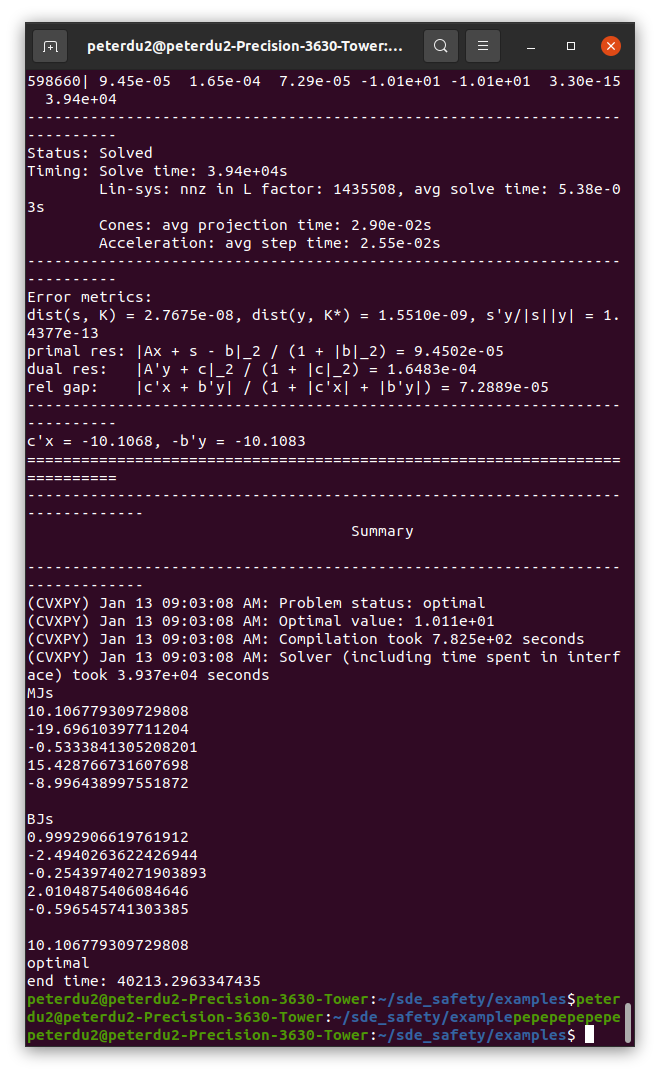 peterdu2@peterdu2-Precision-3630-Tower:...
598660| 9.45e-05  1.65e-04  7.29e-05 -1.01e+01 -1.01e+01  3.30e-15
  3.94e+04
------------------------------------------------------------------
----------
Status: Solved
Timing: Solve time: 3.94e+04s
        Lin-sys: nnz in L factor: 1435508, avg solve time: 5.38e-0
3s
        Cones: avg projection time: 2.90e-02s
        Acceleration: avg step time: 2.55e-02s
------------------------------------------------------------------
----------
Error metrics:
dist(s, K) = 2.7675e-08, dist(y, K*) = 1.5510e-09, s'y/|s||y| = 1.
4377e-13
primal res: |Ax + s - b|_2 / (1 + |b|_2) = 9.4502e-05
dual res:   |A'y + c|_2 / (1 + |c|_2) = 1.6483e-04
rel gap:    |c'x + b'y| / (1 + |c'x| + |b'y|) = 7.2889e-05
------------------------------------------------------------------
----------
c'x = -10.1068, -b'y = -10.1083
==================================================================
==========
------------------------------------------------------------------
-------------
                                    Summary
------------------------------------------------------------------
-------------
(CVXPY) Jan 13 09:03:08 AM: Problem status: optimal
(CVXPY) Jan 13 09:03:08 AM: Optimal value: 1.011e+01
(CVXPY) Jan 13 09:03:08 AM: Compilation took 7.825e+02 seconds
(CVXPY) Jan 13 09:03:08 AM: Solver (including time spent in interf
ace) took 3.937e+04 seconds
MJs
10.106779309729808
-19.69610397711204
-0.5333841305208201
15.428766731607698
-8.996438997551872

BJs
0.9992906619761912
-2.4940263622426944
-0.25439740271903893
2.0104875406084646
-0.596545741303385

10.106779309729808
optimal
end time: 40213.2963347435
peterdu2@peterdu2-Precision-3630-Tower:~/sde_safety/examples$peter
du2@peterdu2-Precision-3630-Tower:~/sde_safety/examplepepepepepepe
peterdu2@peterdu2-Precision-3630-Tower:~/sde_safety/examples$